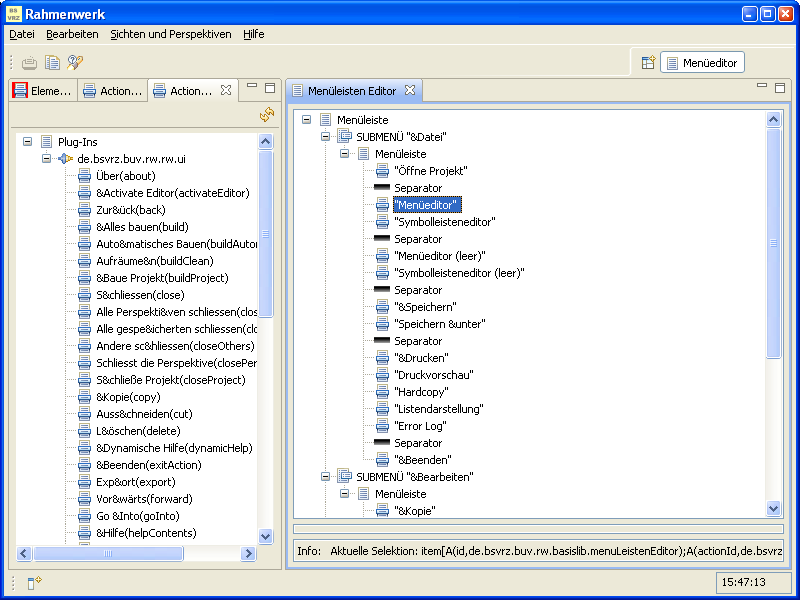 BS VRZ Rahmenwerk
Datei Bearbeiten Sichten und Perspektiven Hilfe
Menüeditor
Eleme... Action... Action...
Plug-Ins
de.bsvrz.buv.rw.rw.ui
Über(about)
&Activate Editor(activateEditor)
Zur&ück(back)
&Alles bauen(build)
Auto&matisches Bauen(buildAutor
Aufräume&n(buildClean)
&Baue Projekt(buildProject)
S&chliessen(close)
Alle Perspekti&ven schliessen(clos
Alle gespe&icherten schliessen(clo
Andere sc&hliessen(closeOthers)
Schliesst die Perspektive(closePer
S&chließe Projekt(closeProject)
&Kopie(copy)
Auss&chneiden(cut)
L&öschen(delete)
&Dynamische Hilfe(dynamicHelp)
&Beenden(exitAction)
Exp&ort(export)
Vor&wärts(forward)
Go &Into(goInto)
&Hilfe(helpContents)
Menüleisten Editor
Menüleiste
SUBMENÜ "&Datei"
Menüleiste
"Öffne Projekt"
Separator
"Menüeditor"
"Symbolleisteneditor"
Separator
"Menüeditor (leer)"
"Symbolleisteneditor (leer)"
Separator
"&Speichern"
"Speichern &unter"
Separator
"&Drucken"
"Druckvorschau"
"Hardcopy"
"Listendarstellung"
"Error Log"
Separator
"&Beenden"
SUBMENÜ "&Bearbeiten"
Menüleiste
"&Kopie"
Info: Aktuelle Selektion: item[A(id,de.bsvrz.buv.rw.basislib.menuLeistenEditor);A(actionId,de.bsvrz
15:47:13